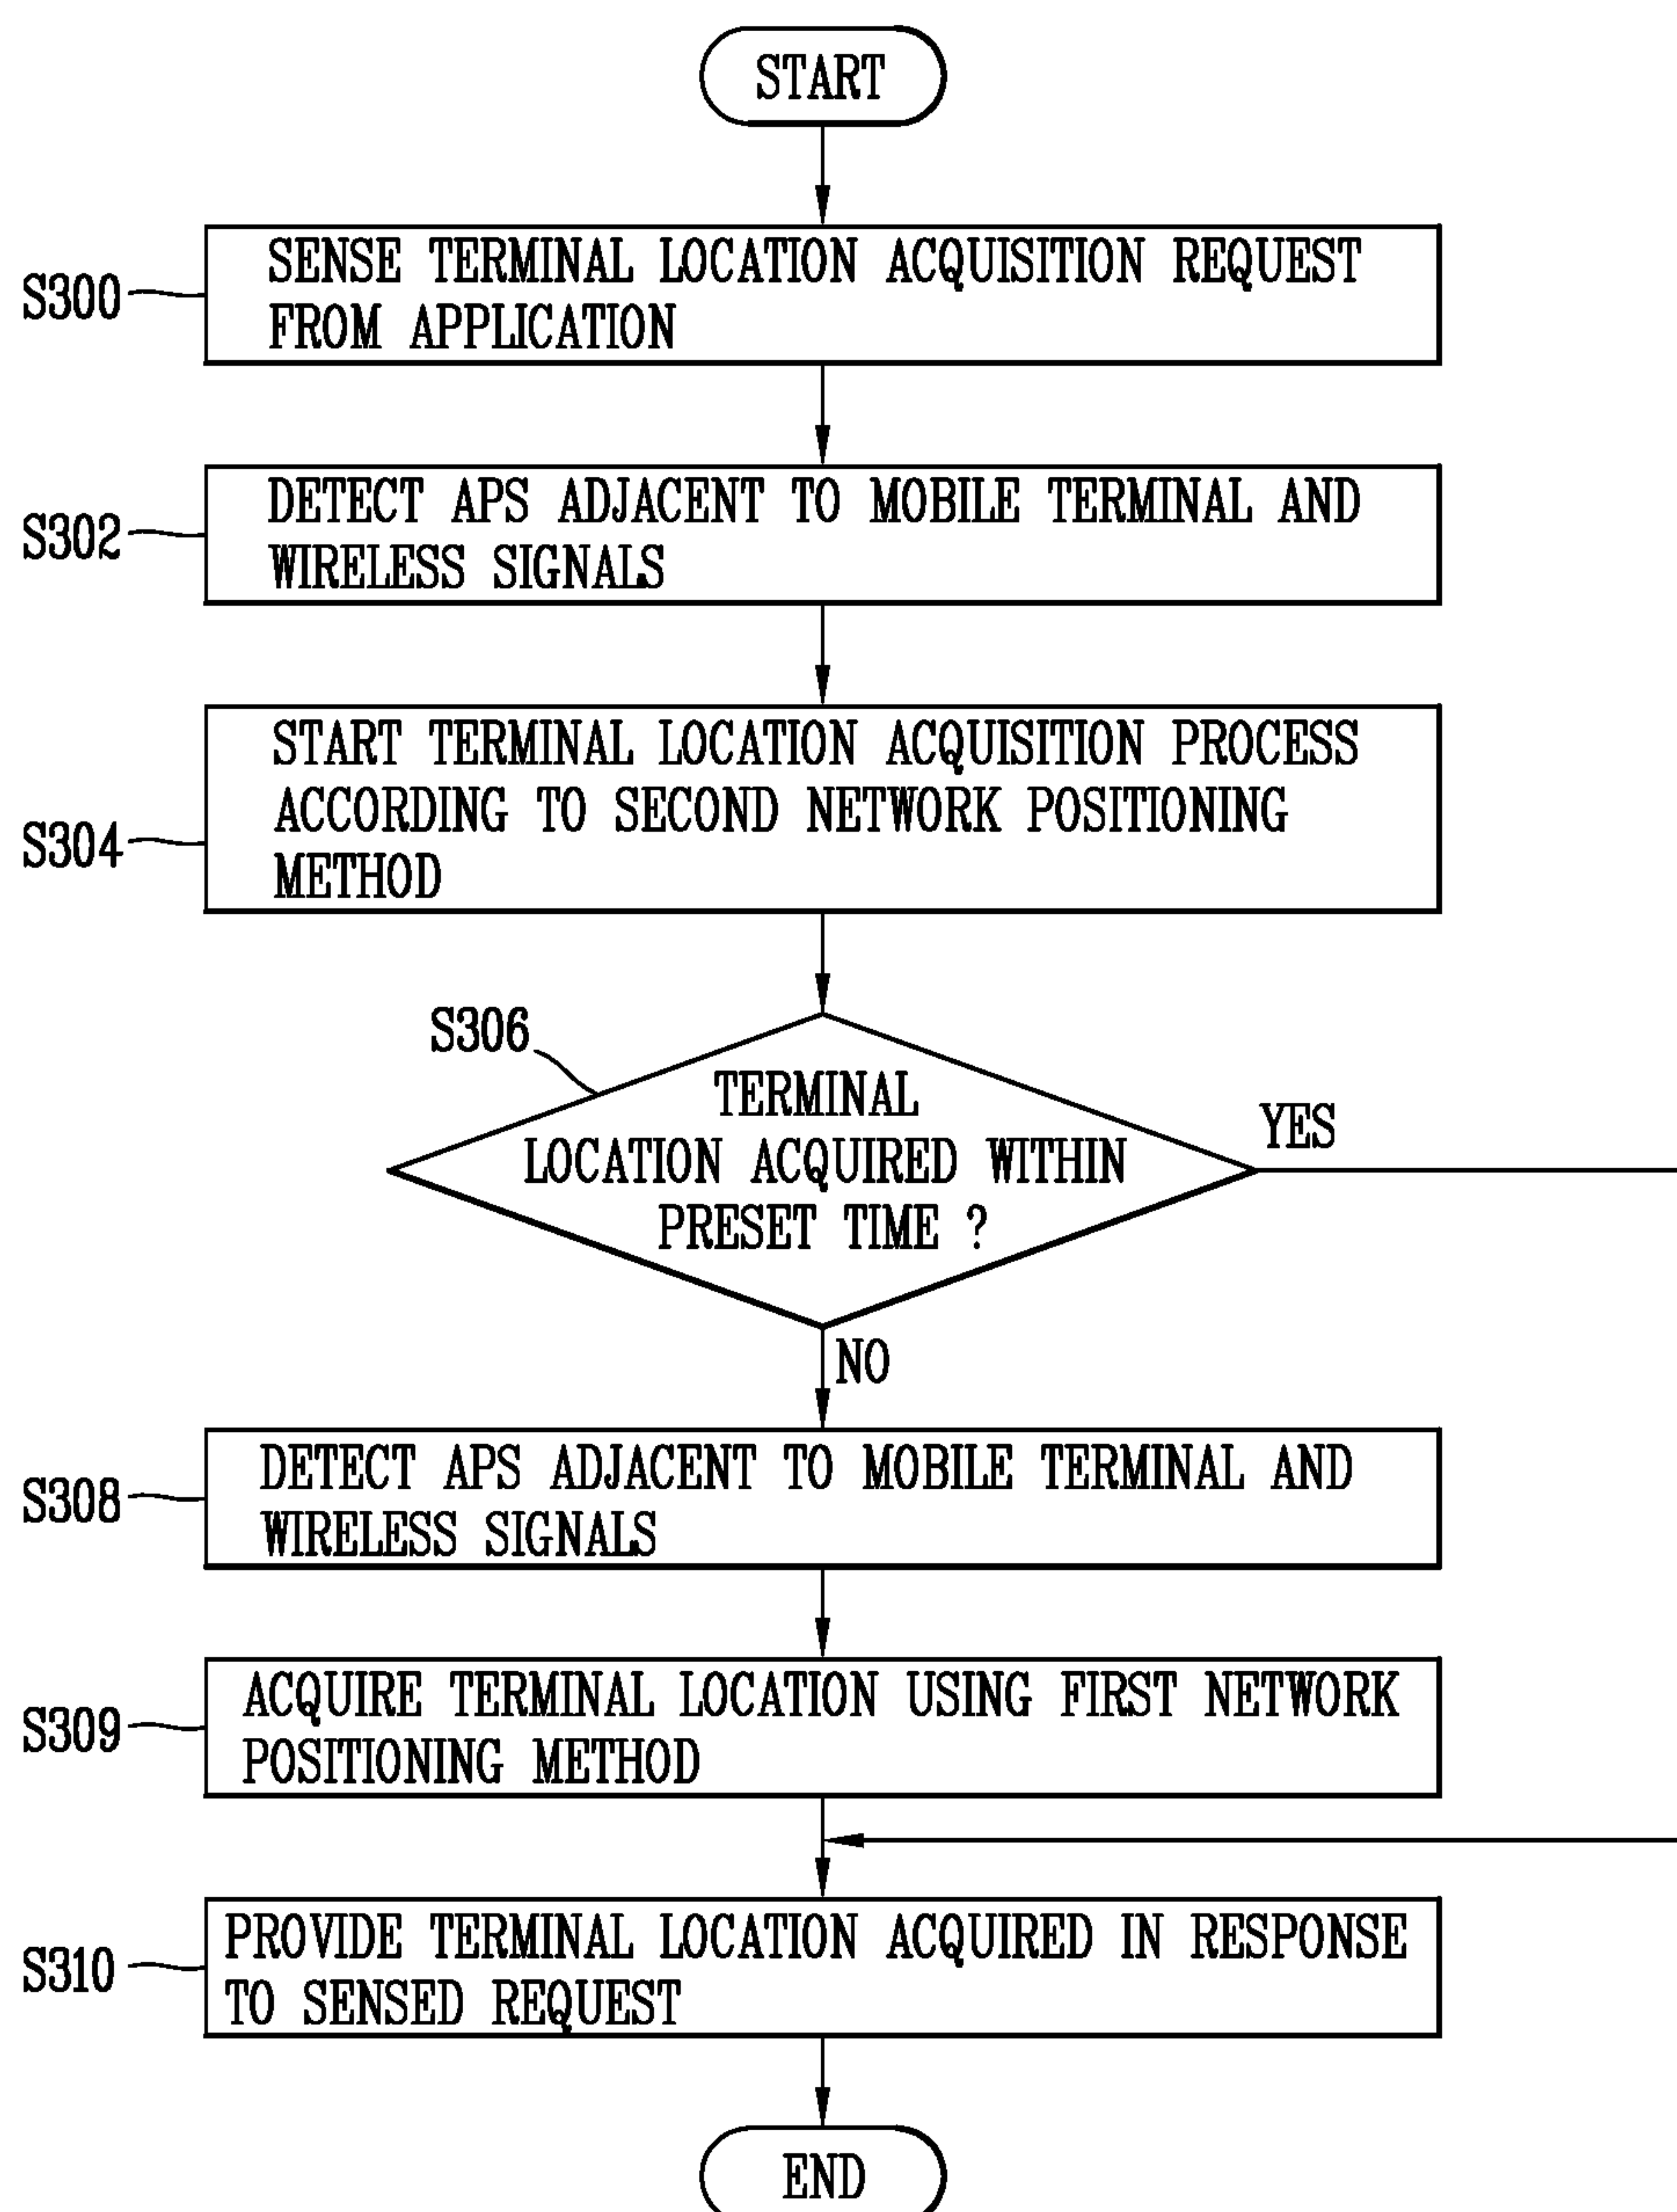 START
S300
SENSE TERMINAL LOCATION ACQUISITION REQUEST
FROM APPLICATION
S302
DETECT APS ADJACENT TO MOBILE TERMINAL AND
WIRELESS SIGNALS
S304
START TERMINAL LOCATION ACQUISITION PROCESS
ACCORDING TO SECOND NETWORK POSITIONING
METHOD
S306
TERMINAL
LOCATION ACQUIRED WITHIN
PRESET TIME ?
YES
NO
S308
DETECT APS ADJACENT TO MOBILE TERMINAL AND
WIRELESS SIGNALS
S309
ACQUIRE TERMINAL LOCATION USING FIRST NETWORK
POSITIONING METHOD
S310
PROVIDE TERMINAL LOCATION ACQUIRED IN RESPONSE
TO SENSED REQUEST
END